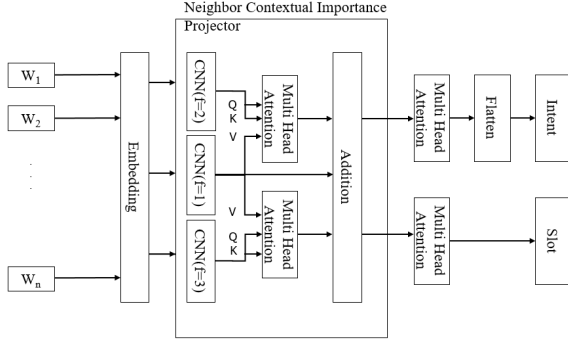 Neighbor Contextual Importance
Projector
W1
W2
.
.
.
Wn
Embedding
CNN(f=2)
CNN(f=1)
CNN(f=3)
Q
K
V
V
Q
K
Multi Head
Attention
Multi Head
Attention
Addition
Multi Head
Attention
Flatten
Intent
Multi Head
Attention
Slot